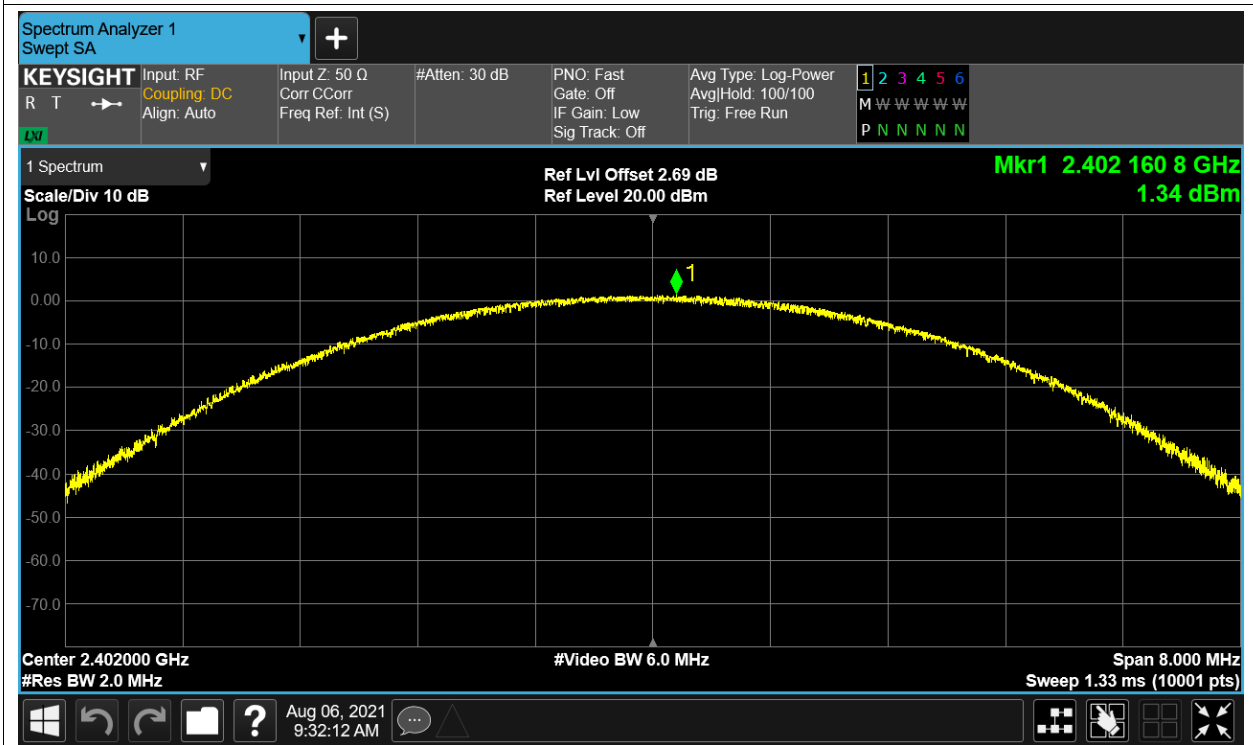 Spectrum Analyzer 1
Swept SA
+
KEYSIGHT
R T
LXI
Input: RF
Coupling: DC
Align: Auto
Input Z: 50 Ω
Corr CCorr
Freq Ref: Int (S)
#Atten: 30 dB
PNO: Fast
Gate: Off
IF Gain: Low
Sig Track: Off
Avg Type: Log-Power
Avg|Hold: 100/100
Trig: Free Run
1 2 3 4 5 6
M W W W W W
P N N N N N
1 Spectrum
Scale/Div 10 dB
Log
Ref Lvl Offset 2.69 dB
Ref Level 20.00 dBm
Mkr1 2.402 160 8 GHz
1.34 dBm
1
10.0
0.00
-10.0
-20.0
-30.0
-40.0
-50.0
-60.0
-70.0
Center 2.402000 GHz
#Res BW 2.0 MHz
#Video BW 6.0 MHz
Span 8.000 MHz
Sweep 1.33 ms (10001 pts)
?
Aug 06, 2021
9:32:12 AM